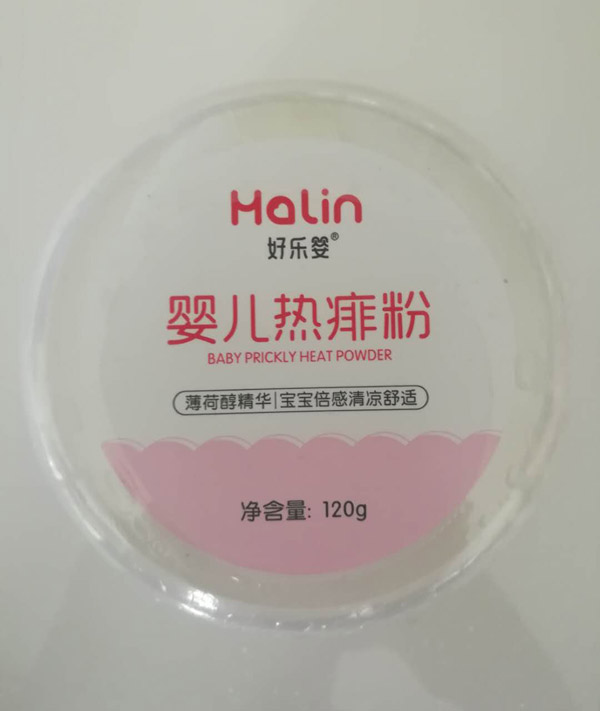 Halin
好乐婴®
婴儿热痱粉
BABY PRICKLY HEAT POWDER
薄荷醇精华|宝宝倍感清凉舒适
净含量: 120g